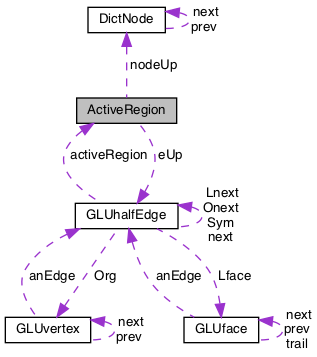 DictNode
next
prev
nodeUp
ActiveRegion
activeRegion
eUp
GLUhalfEdge
Lnext
Onext
Sym
next
anEdge
Org
anEdge
Lface
GLUvertex
next
prev
GLUface
next
prev
trail